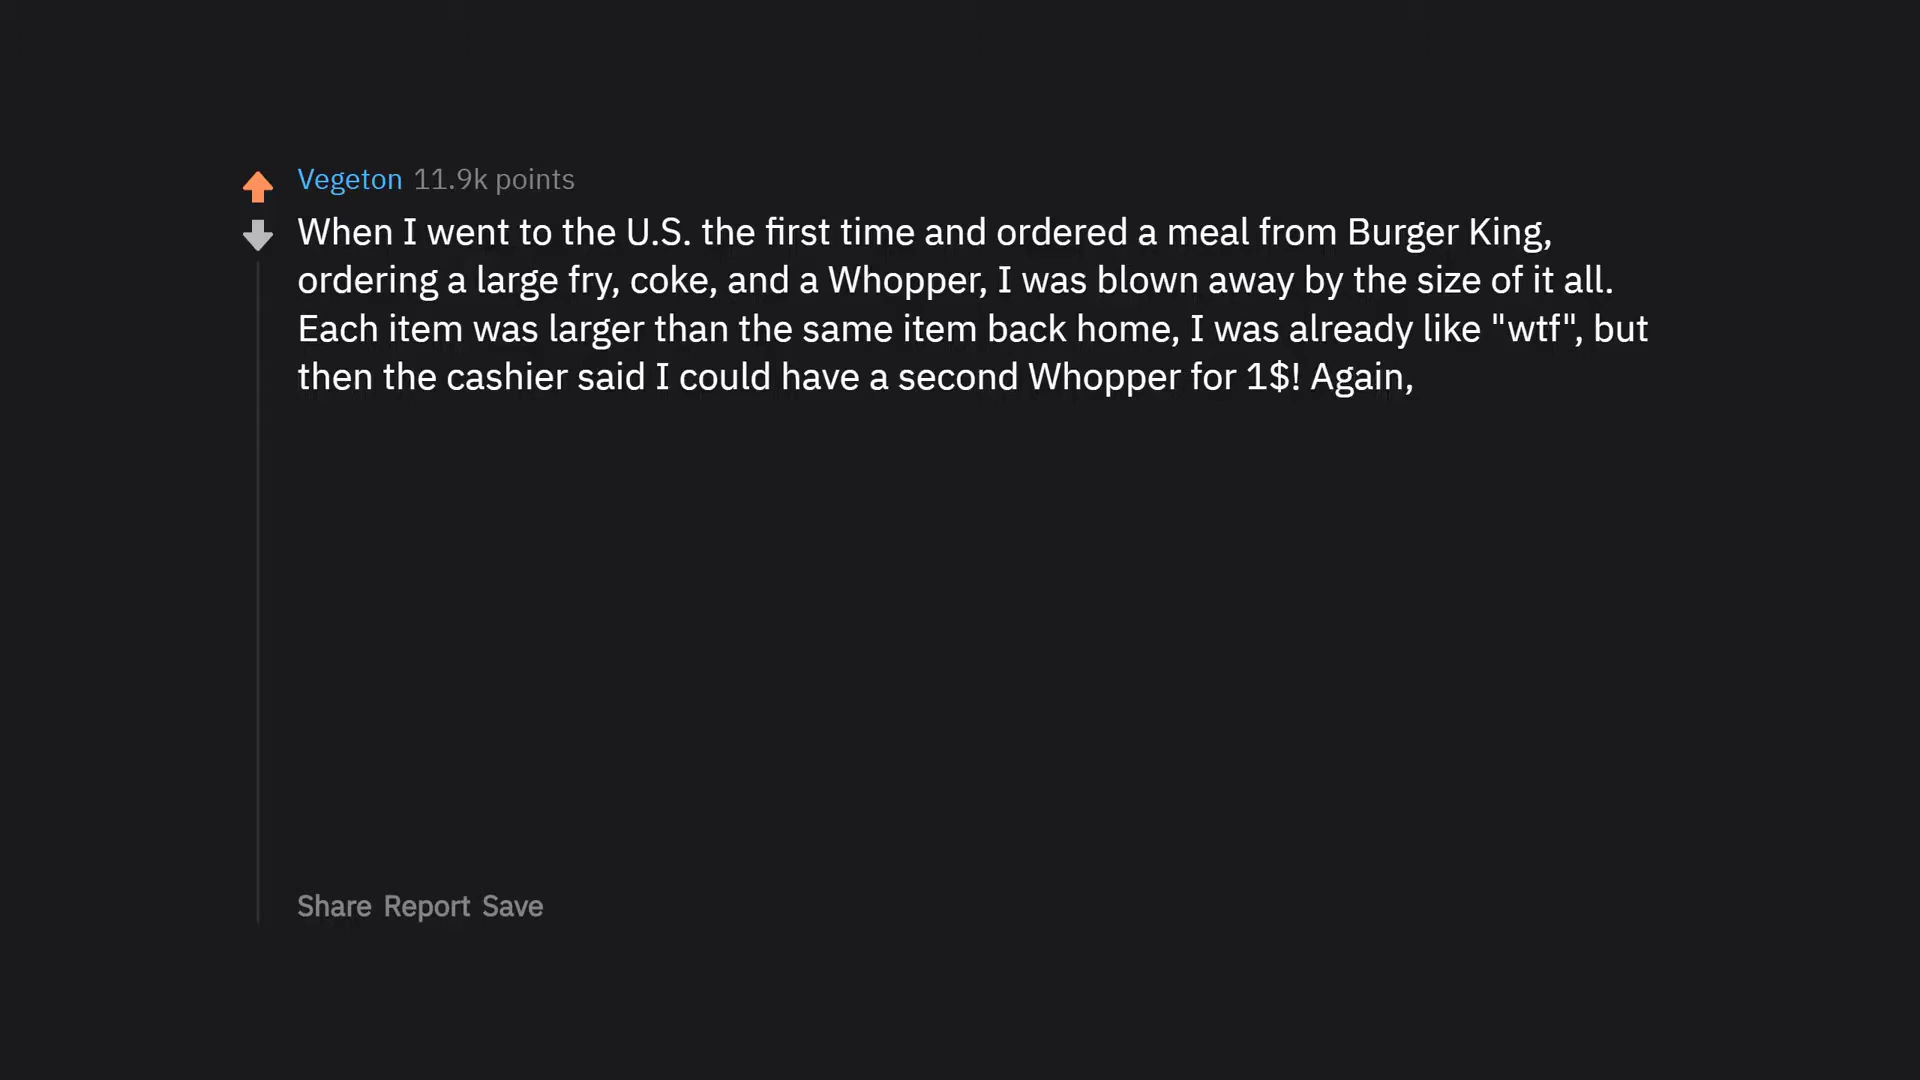 Vegeton 11.9k points
When I went to the U.S. the first time and ordered a meal from Burger King,
ordering a large fry, coke, and a Whopper, I was blown away by the size of it all.
Each item was larger than the same item back home, I was already like "wtf", but
then the cashier said I could have a second Whopper for 1$! Again,
Share Report Save